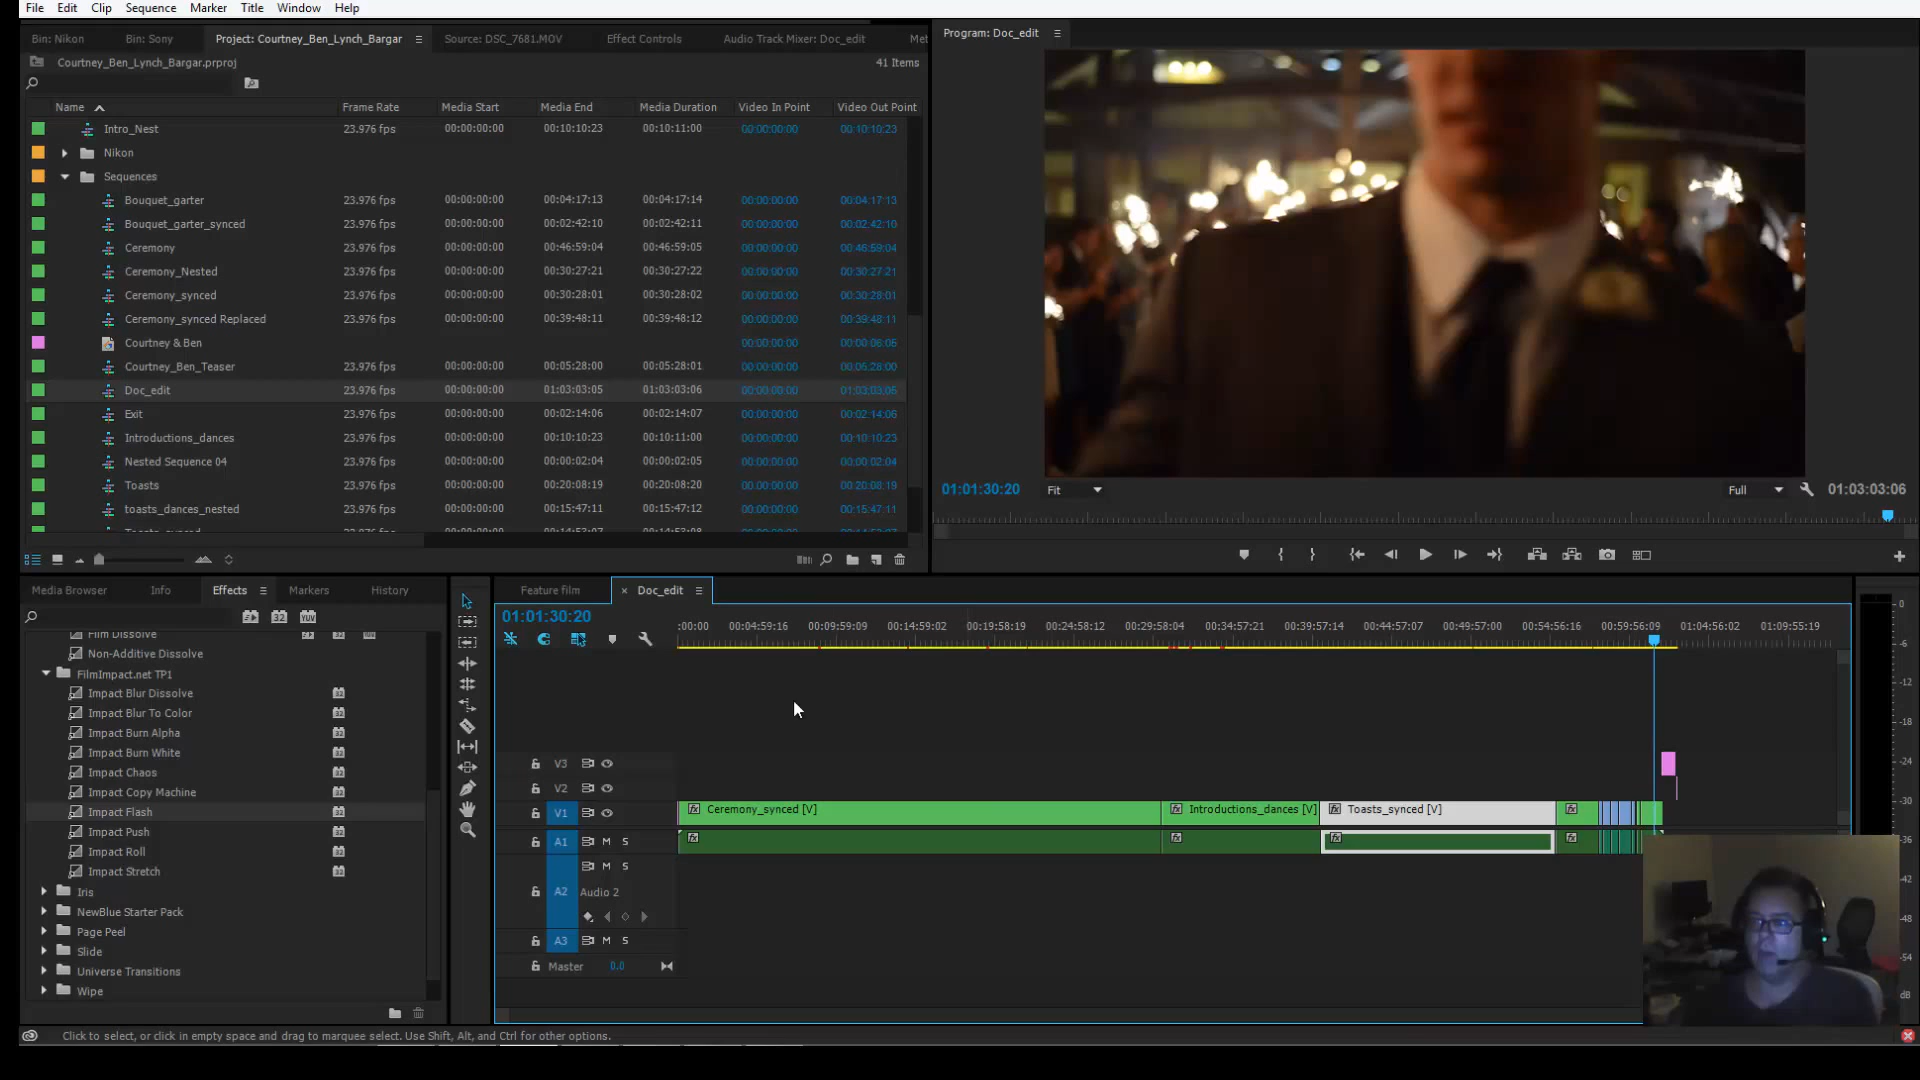 File Edit Clip Sequence Marker Title Window Help
Bin: Nikon Bin: Sony Project: Courtney_Ben_Lynch_Bargar Source: DSC_7681.MOV Effect Controls Audio Track Mixer: Doc_edit Met
Courtney_Ben_Lynch_Bargar.prproj 41 Items
Name Frame Rate Media Start Media End Media Duration Video In Point Video Out Point
Intro_Nest 23.976 fps 00:00:00:00 00:10:10:23 00:10:11:00 00:00:00:00 00:10:10:23
Nikon
Sequences
Bouquet_garter 23.976 fps 00:00:00:00 00:04:17:13 00:04:17:14 00:00:00:00 00:04:17:13
Bouquet_garter_synced 23.976 fps 00:00:00:00 00:02:42:10 00:02:42:11 00:00:00:00 00:02:42:10
Ceremony 23.976 fps 00:00:00:00 00:46:59:04 00:46:59:05 00:00:00:00 00:46:59:04
Ceremony_Nested 23.976 fps 00:00:00:00 00:30:27:21 00:30:27:22 00:00:00:00 00:30:27:21
Ceremony_synced 23.976 fps 00:00:00:00 00:30:28:01 00:30:28:02 00:00:00:00 00:30:28:01
Ceremony_synced Replaced 23.976 fps 00:00:00:00 00:39:48:11 00:39:48:12 00:00:00:00 00:39:48:11
Courtney & Ben 00:00:00:00 00:00:06:05
Courtney_Ben_Teaser 23.976 fps 00:00:00:00 00:05:28:00 00:05:28:01 00:00:00:00 00:05:28:00
Doc_edit 23.976 fps 00:00:00:00 01:03:03:05 01:03:03:06 00:00:00:00 01:03:03:05
Exit 23.976 fps 00:00:00:00 00:02:14:06 00:02:14:07 00:00:00:00 00:02:14:06
Introductions_dances 23.976 fps 00:00:00:00 00:10:10:23 00:10:11:00 00:00:00:00 00:10:10:23
Nested Sequence 04 23.976 fps 00:00:00:00 00:00:02:04 00:00:02:05 00:00:00:00 00:00:02:04
Toasts 23.976 fps 00:00:00:00 00:20:08:19 00:20:08:20 00:00:00:00 00:20:08:19
toasts_dances_nested 23.976 fps 00:00:00:00 00:15:47:11 00:15:47:12 00:00:00:00 00:15:47:11
Program: Doc_edit
01:01:30:20 Fit Full 01:03:03:06
Media Browser Info Effects Markers History
Film Dissolve
Non-Additive Dissolve
FilmImpact.net TP1
Impact Blur Dissolve
Impact Blur To Color
Impact Burn Alpha
Impact Burn White
Impact Chaos
Impact Copy Machine
Impact Flash
Impact Push
Impact Roll
Impact Stretch
Iris
NewBlue Starter Pack
Page Peel
Slide
Universe Transitions
Wipe
Feature film Doc_edit
01:01:30:20
:00:00 00:04:59:16 00:09:59:09 00:14:59:02 00:19:58:19 00:24:58:12 00:29:58:04 00:34:57:21 00:39:57:14 00:44:57:07 00:49:57:00 00:54:56:16 00:59:56:09 01:04:56:02 01:09:55:19
V3
V2
V1 Ceremony_synced [V] Introductions_dances [V] Toasts_synced [V]
A1 M S
M S
A2 Audio 2
A3 M S
Master 0.0
0
-6
-12
-18
-24
-30
-36
-42
-48
-54
dB
Click to select, or click in empty space and drag to marquee select. Use Shift, Alt, and Ctrl for other options.